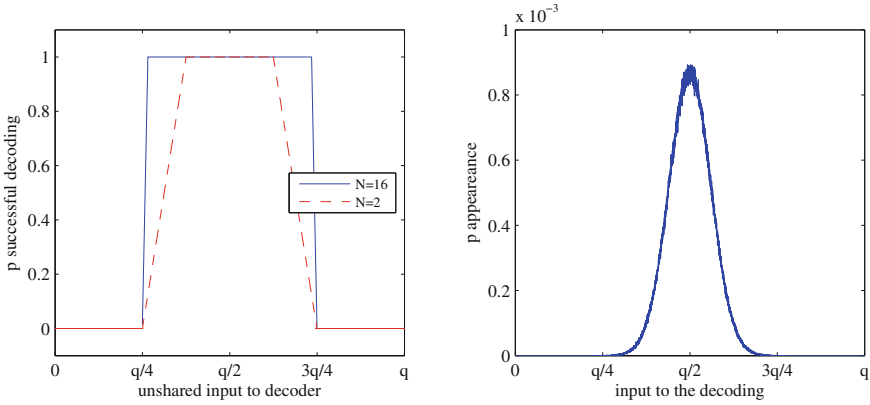 1
0.8
0.6
0.4
0.2
0
p successful decoding
N=16
N=2
0
q/4
q/2
3q/4
q
unshared input to decoder
x 10⁻³
1
0.8
0.6
0.4
0.2
0
p appeareance
0
q/4
q/2
3q/4
q
input to the decoding